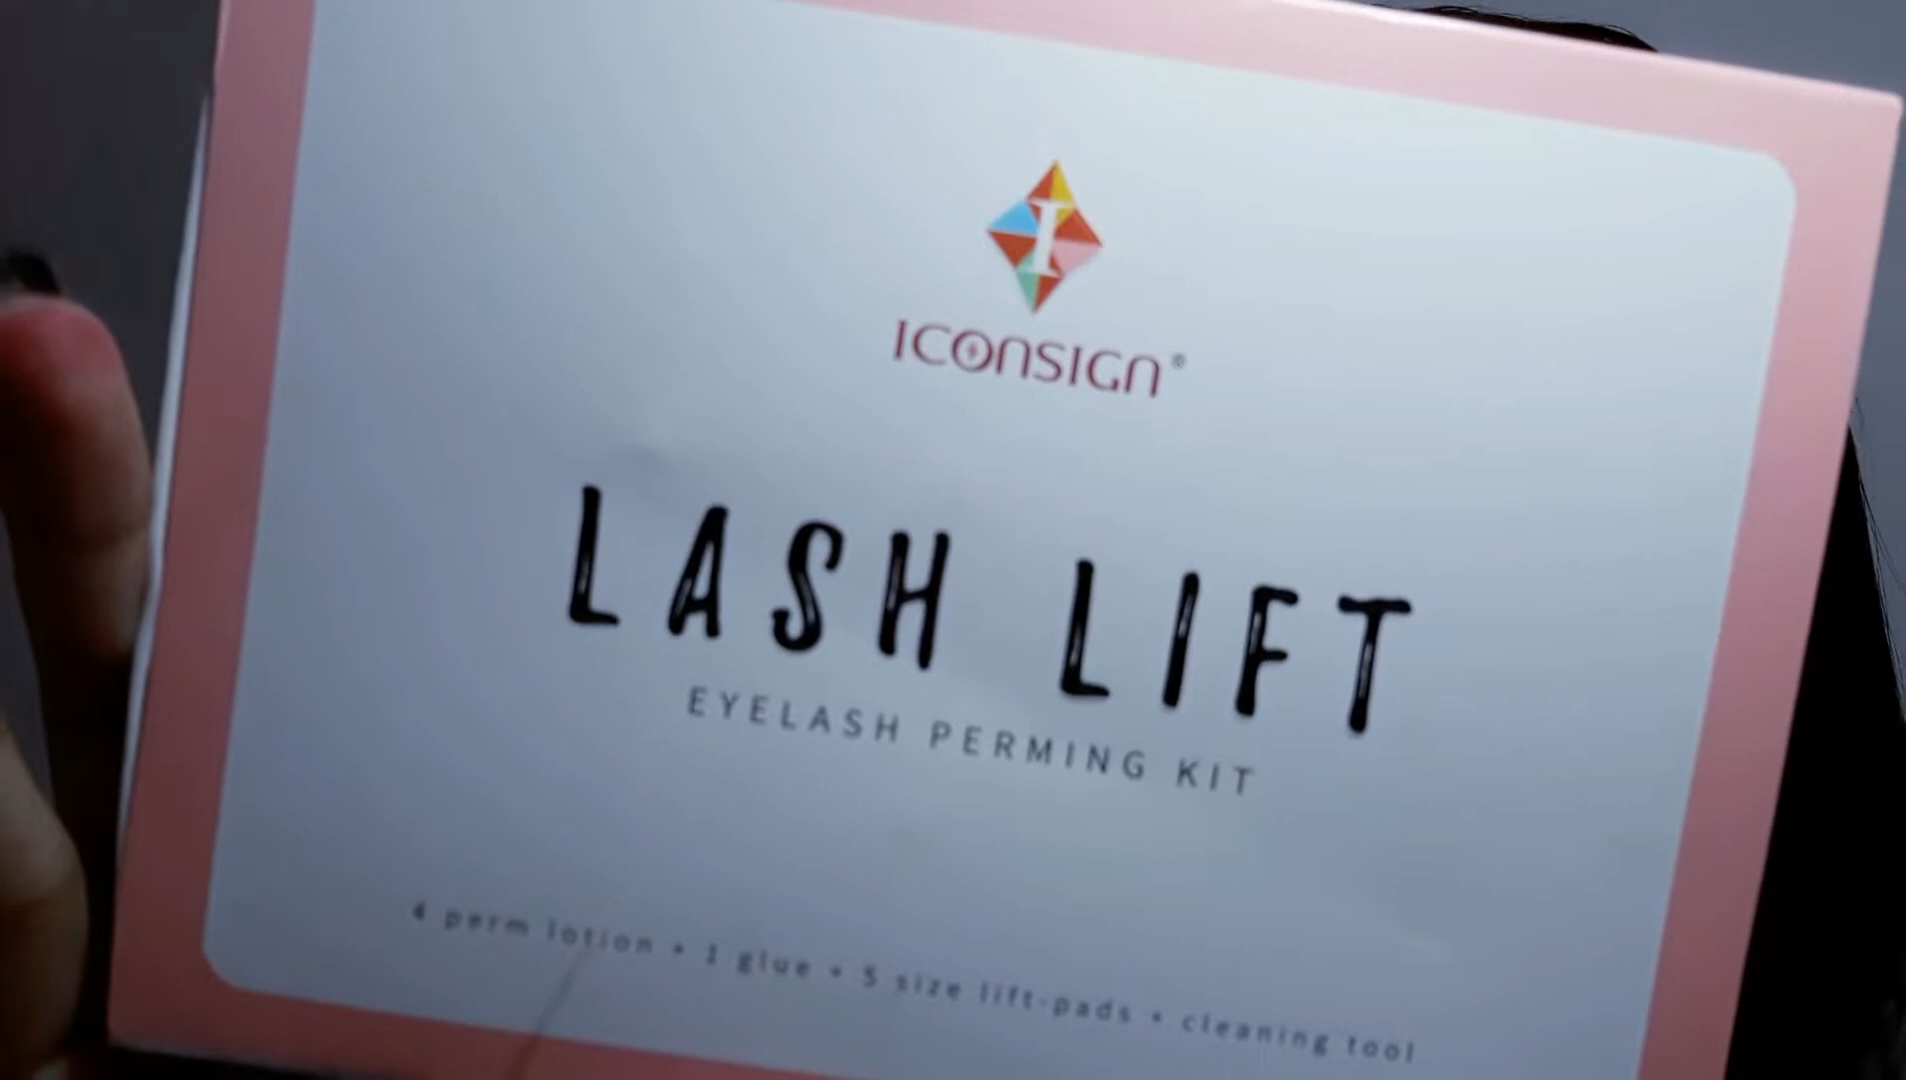 I
ICONSIGN®
LASH LIFT
EYELASH PERMING KIT
4 perm lotion + 1 glue + 5 size lift-pads + cleaning tool